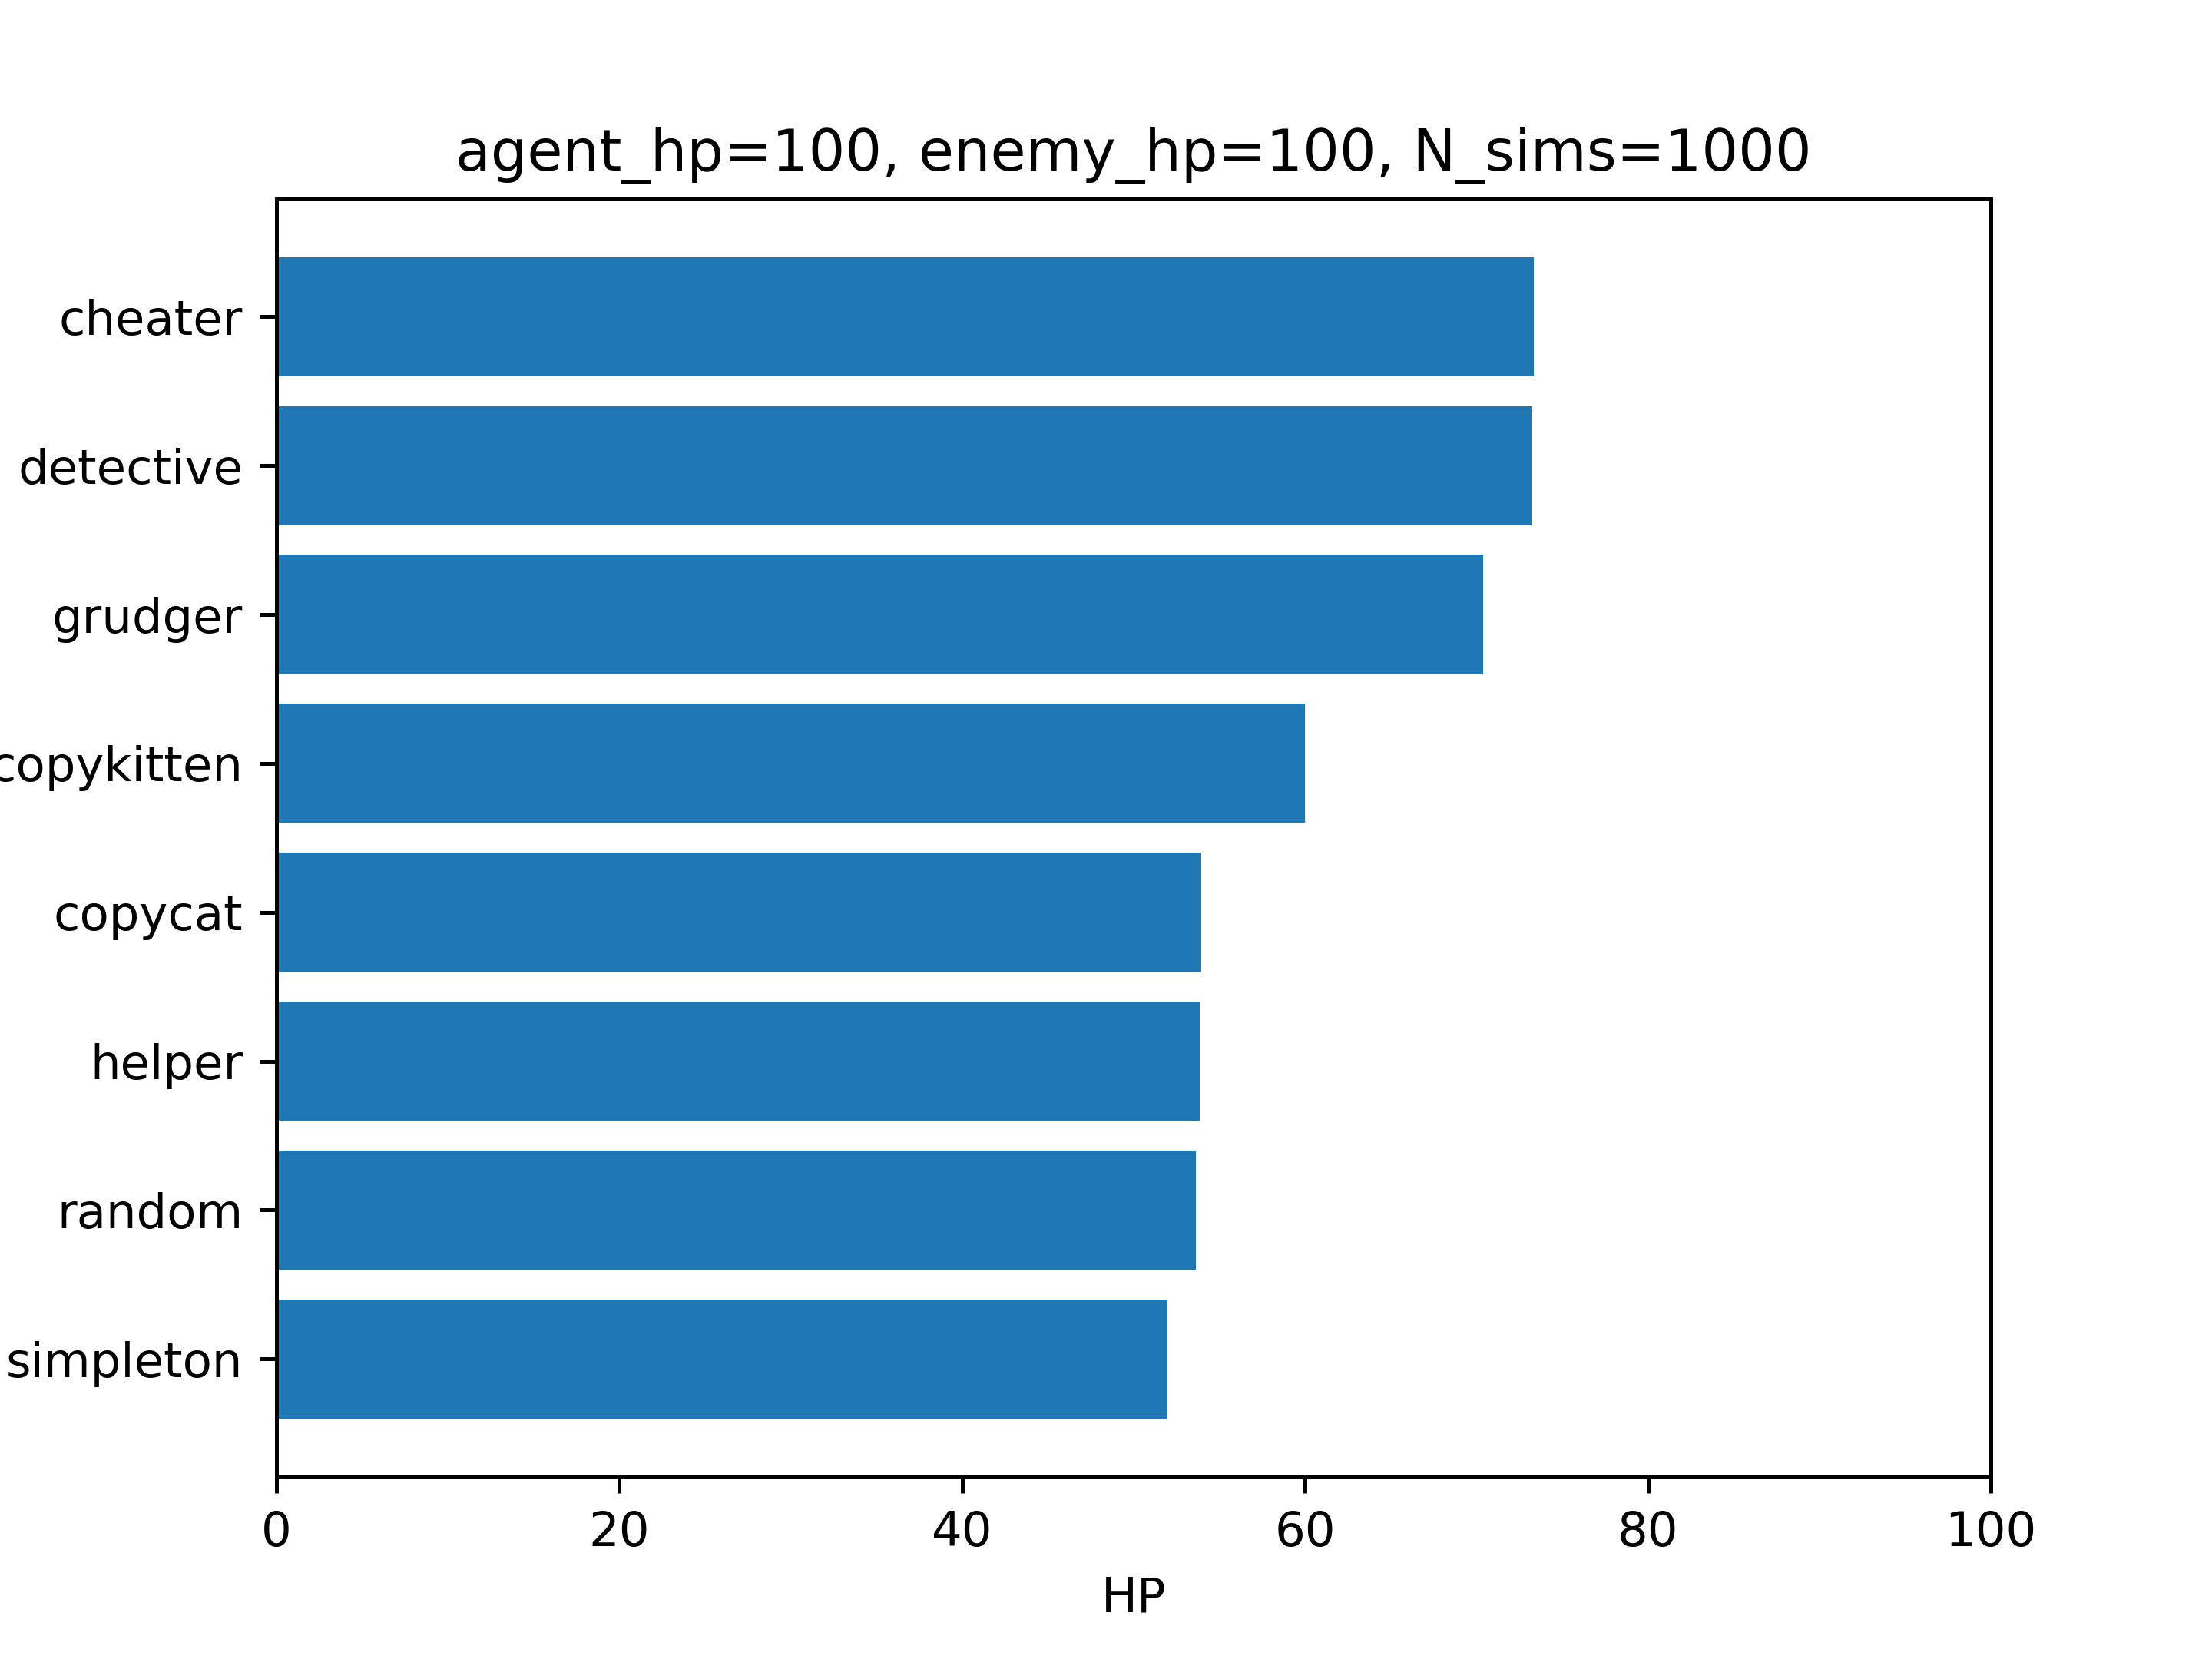 agent_hp=100, enemy_hp=100, N_sims=1000
cheater
detective
grudger
copykitten
copycat
helper
random
simpleton
0 20 40 60 80 100
HP